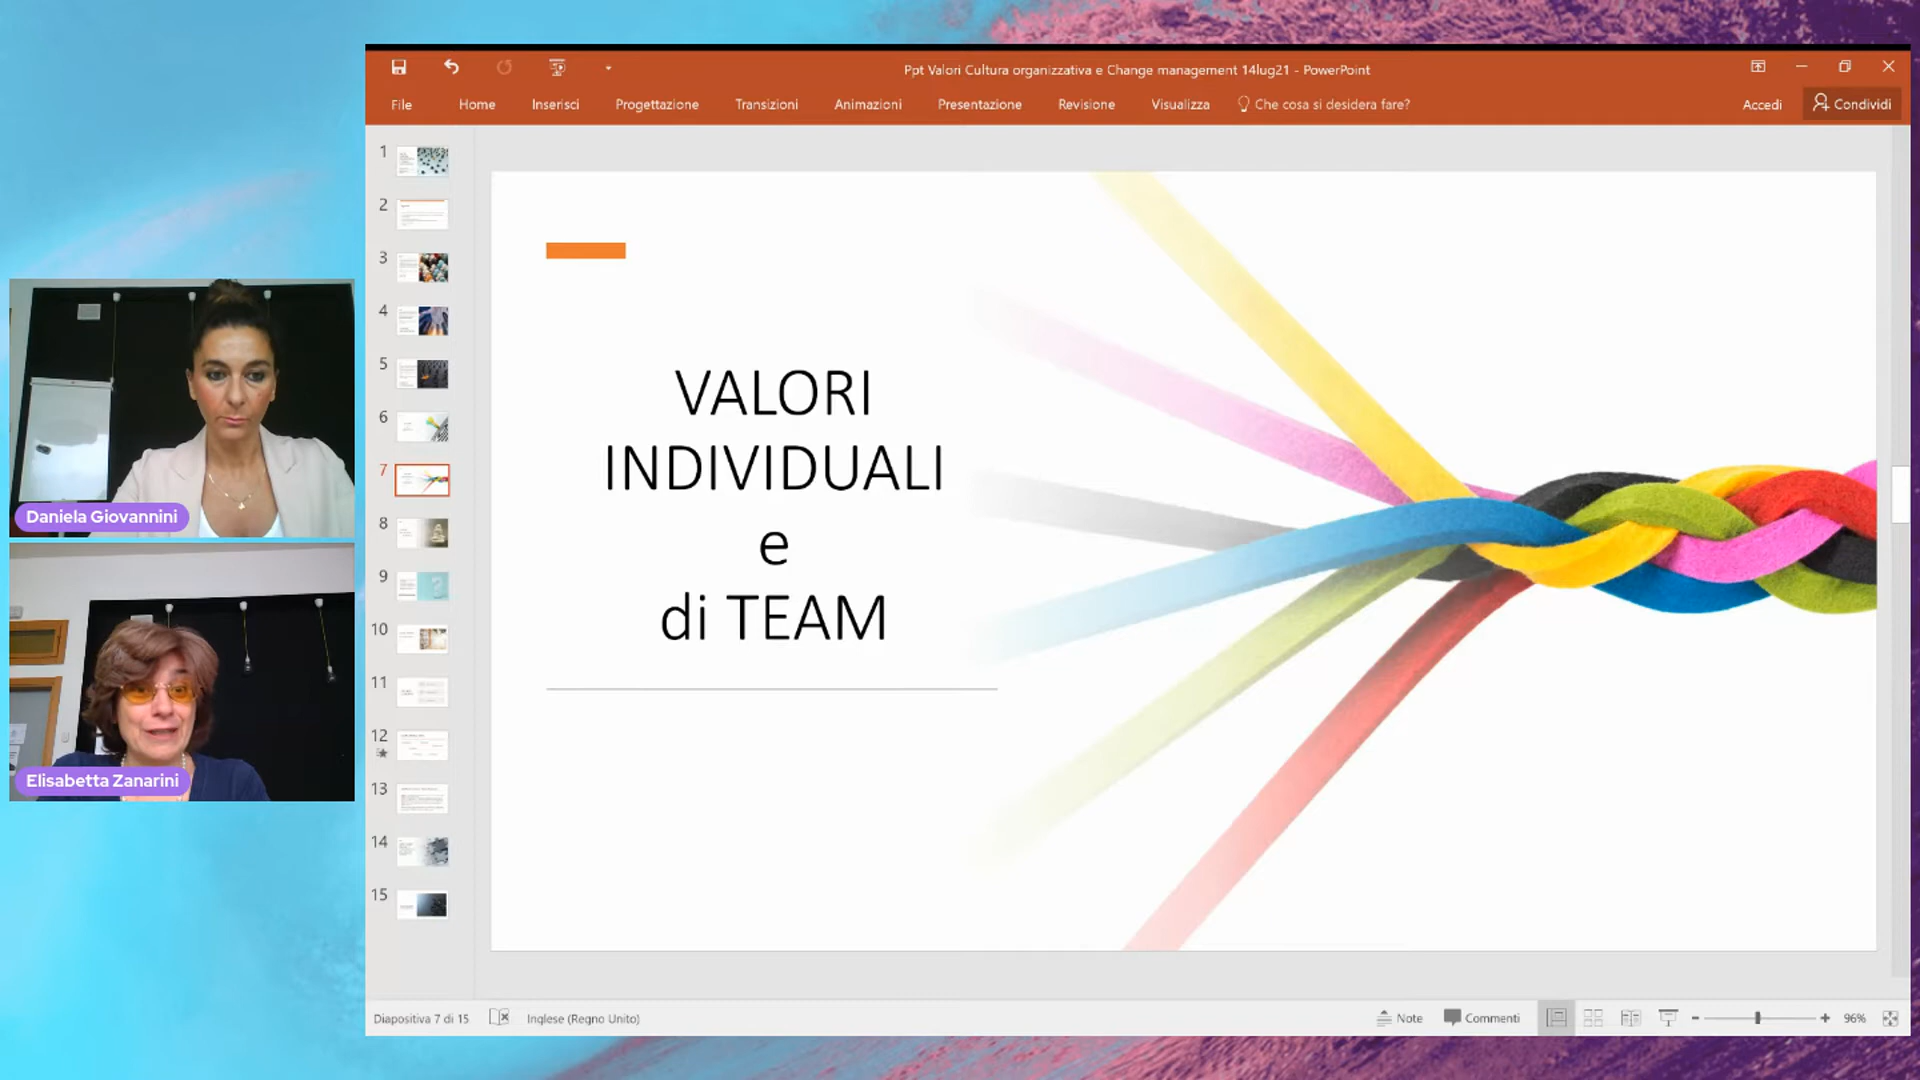 Ppt Valori Cultura organizzativa e Change management 14lug21 - PowerPoint
File Home Inserisci Progettazione Transizioni Animazioni Presentazione Revisione Visualizza Che cosa si desidera fare? Accedi Condividi
1
2
3
4
5
6
7
8
9
10
11
12
13
14
15
VALORI
INDIVIDUALI
e
di TEAM
Daniela Giovannini
Elisabetta Zanarini
Diapositiva 7 di 15 Inglese (Regno Unito) Note Commenti 96%